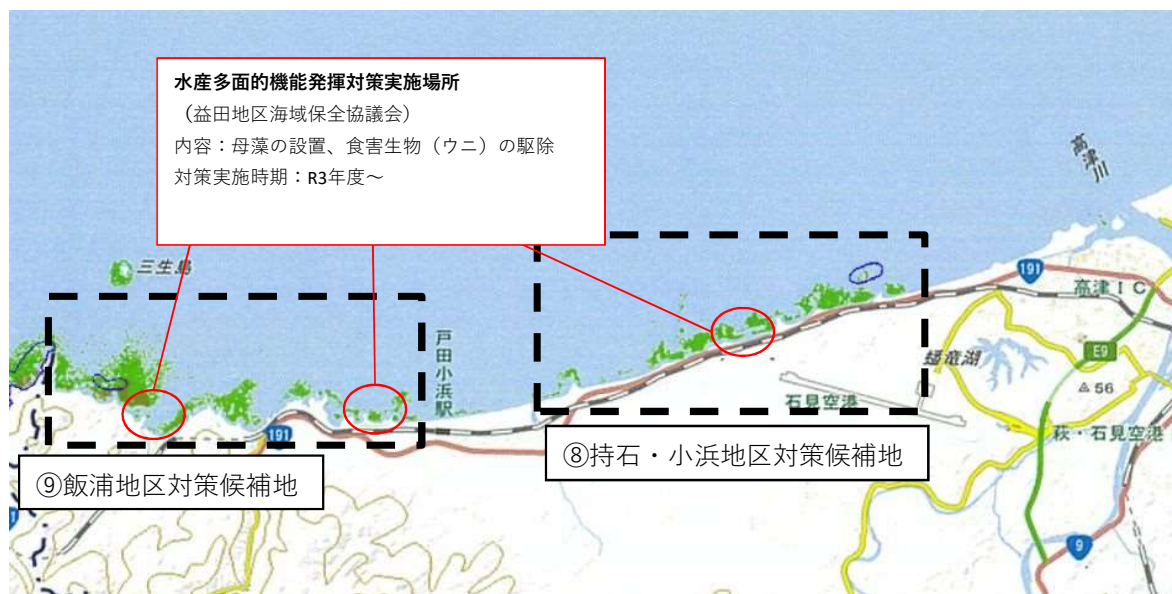 水産多面的機能発揮対策実施場所
（益田地区海域保全協議会）
内容：母藻の設置、食害生物（ウニ）の駆除
対策実施時期：R3年度～
高津川
三生島
191
高津IC
戸田小浜駅
蟠竜湖
E9
56
石見空港
萩・石見空港
191
⑧持石・小浜地区対策候補地
⑨飯浦地区対策候補地
9